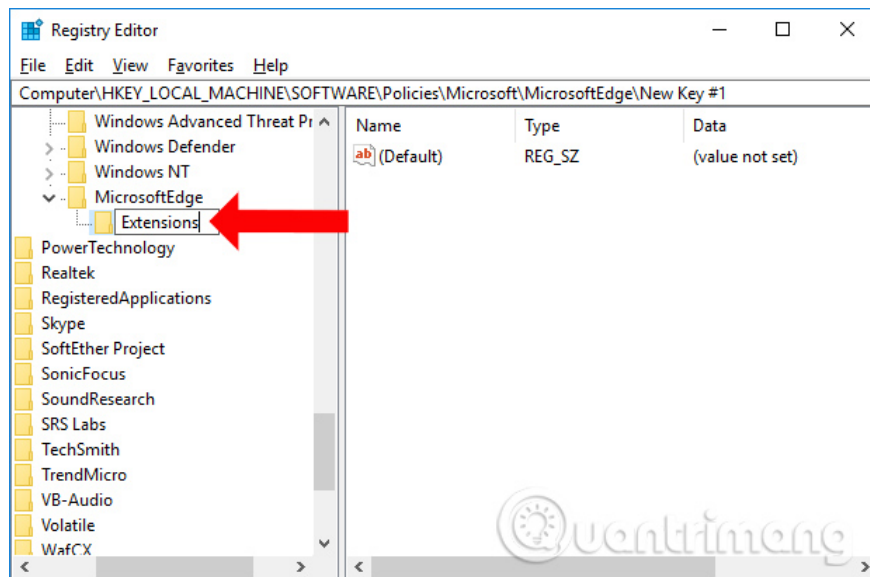 Registry Editor
File Edit View Favorites Help
Computer\HKEY_LOCAL_MACHINE\SOFTWARE\Policies\Microsoft\MicrosoftEdge\New Key #1
Windows Advanced Threat Pr
Windows Defender
Windows NT
MicrosoftEdge
Extensions
PowerTechnology
Realtek
RegisteredApplications
Skype
SoftEther Project
SonicFocus
SoundResearch
SRS Labs
TechSmith
TrendMicro
VB-Audio
Volatile
WafCX
Name Type Data
ab (Default) REG_SZ (value not set)
Quantrimang